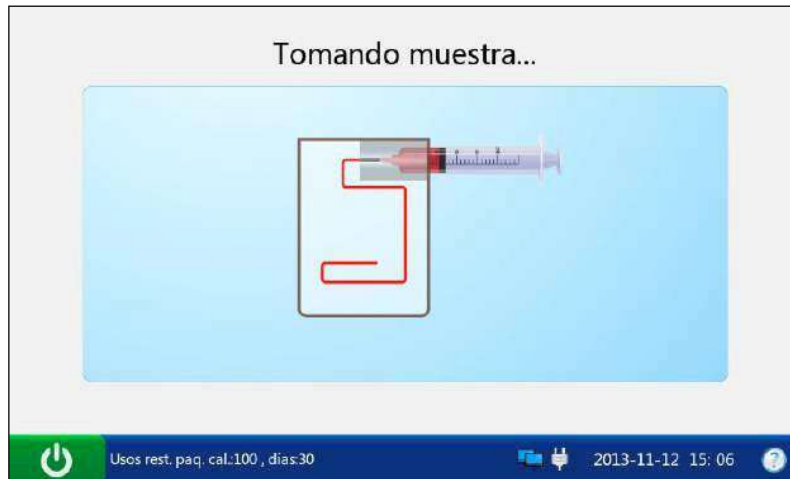 Tomando muestra...
Usos rest. paq. cal.:100 , dias:30
2013-11-12 15: 06
?